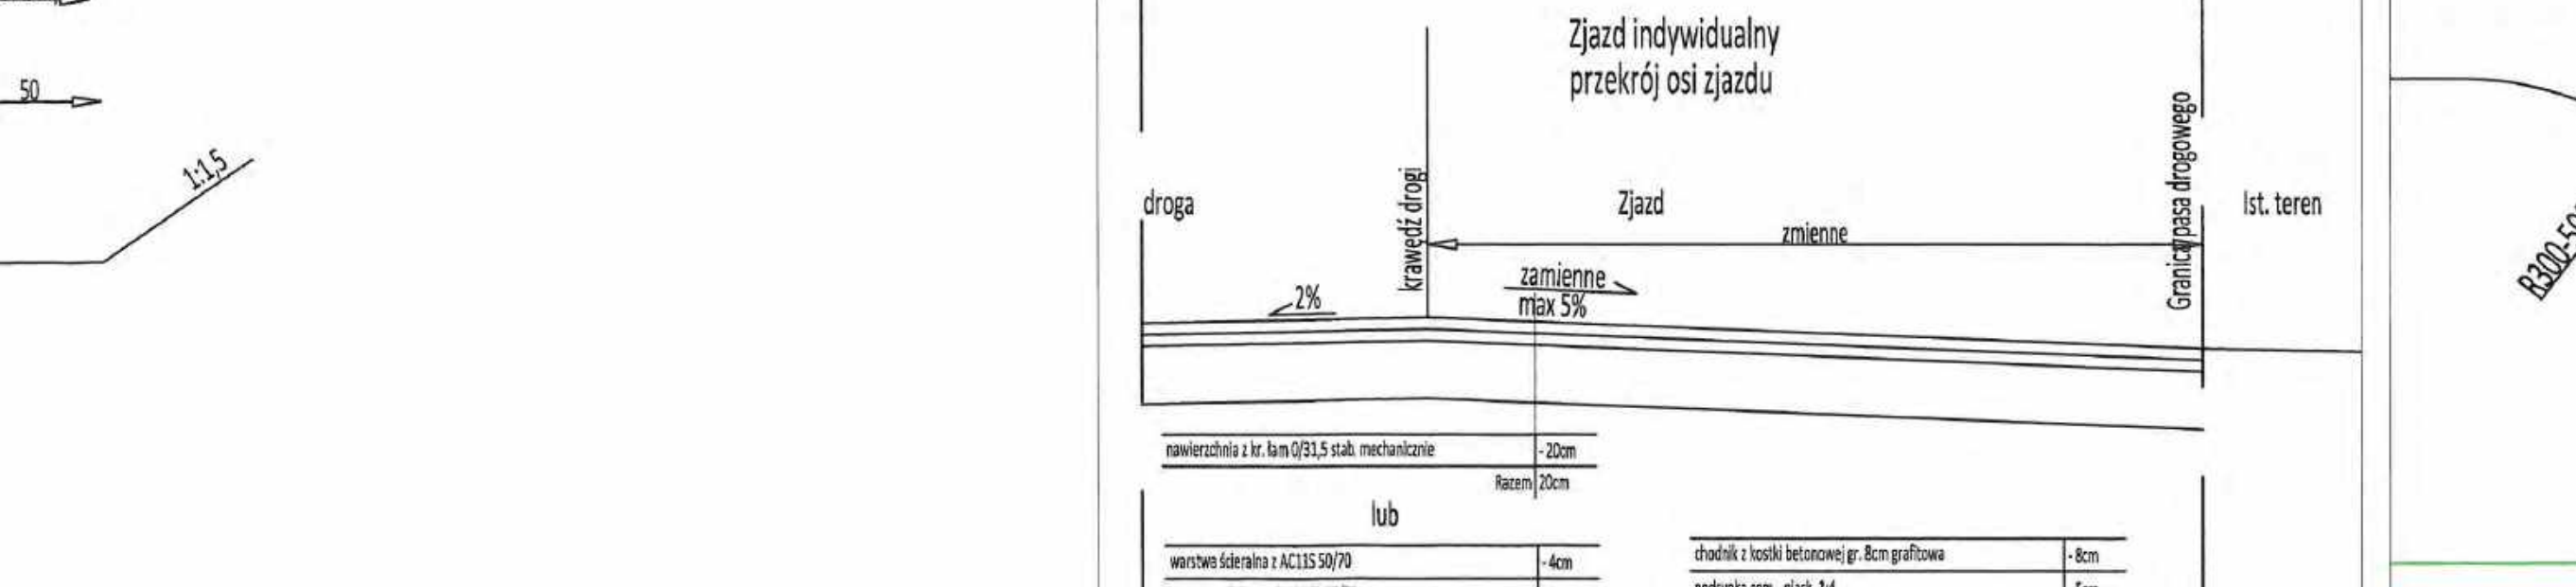 50
1:1,5
Zjazd indywidualny
przekrój osi zjazdu
droga
krawędź drogi
Zjazd
zmienne
Granica pasa drogowego
Ist. teren
2%
zamienne
max 5%
nawierzchnia z kr. łam 0/31,5 stab. mechanicznie - 20cm
Razem 20cm
lub
warstwa ścieralna z AC11S 50/70 - 4cm
chodnik z kostki betonowej gr. 8cm grafitowa - 8cm